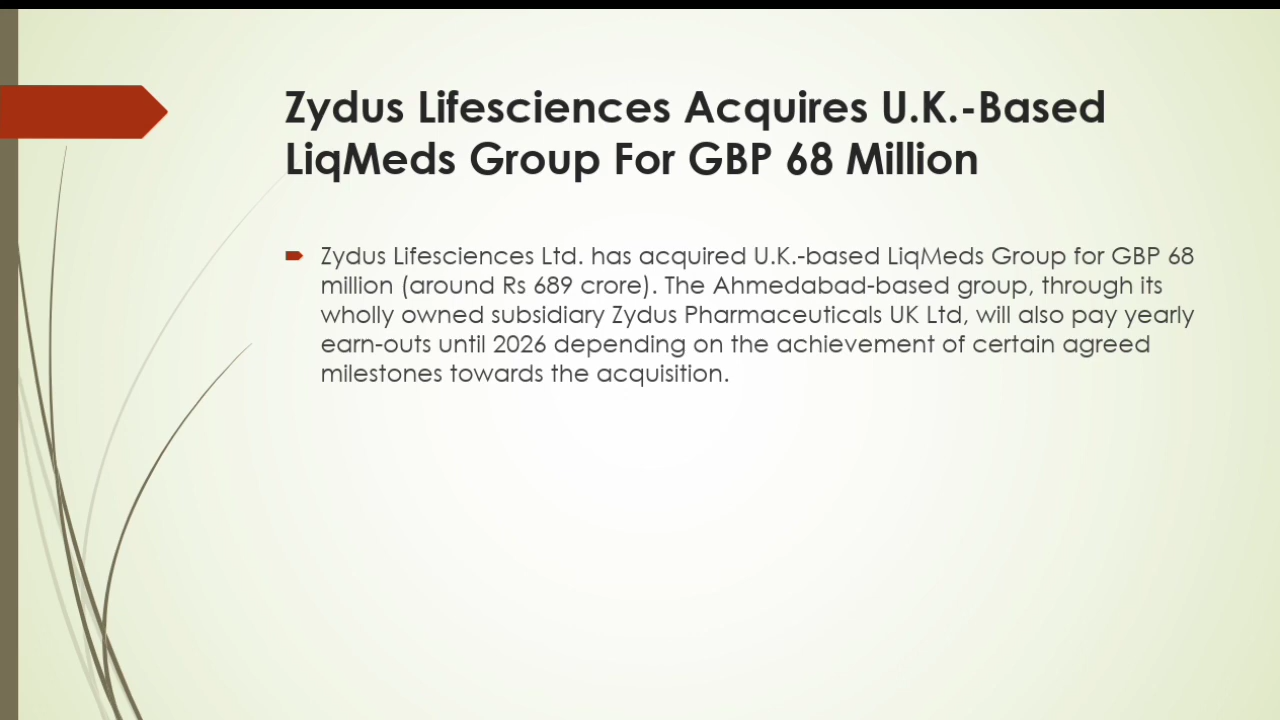 Zydus Lifesciences Acquires U.K.-Based
LiqMeds Group For GBP 68 Million
Zydus Lifesciences Ltd. has acquired U.K.-based LiqMeds Group for GBP 68
million (around Rs 689 crore). The Ahmedabad-based group, through its
wholly owned subsidiary Zydus Pharmaceuticals UK Ltd, will also pay yearly
earn-outs until 2026 depending on the achievement of certain agreed
milestones towards the acquisition.